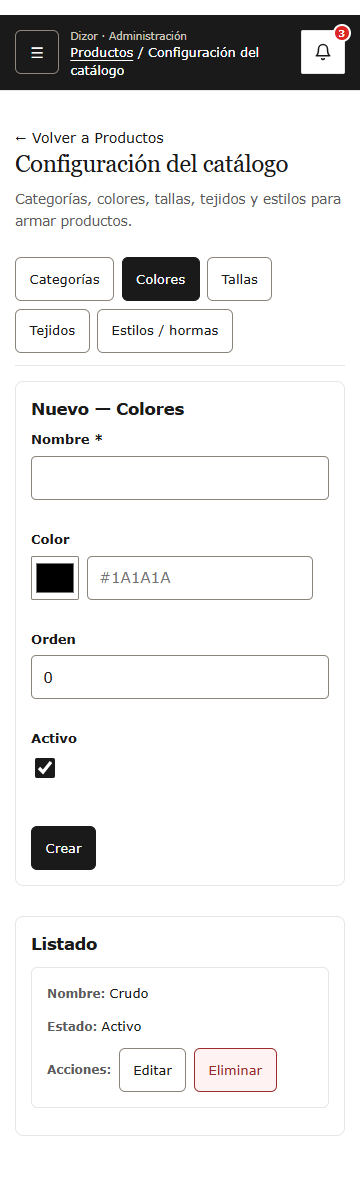 ☰
Dizor · Administración
Productos / Configuración del
catálogo
3
← Volver a Productos
Configuración del catálogo
Categorías, colores, tallas, tejidos y estilos para
armar productos.
Categorías
Colores
Tallas
Tejidos
Estilos / hormas
Nuevo — Colores
Nombre *
Color
#1A1A1A
Orden
0
Activo
Crear
Listado
Nombre: Crudo
Estado: Activo
Acciones: Editar Eliminar